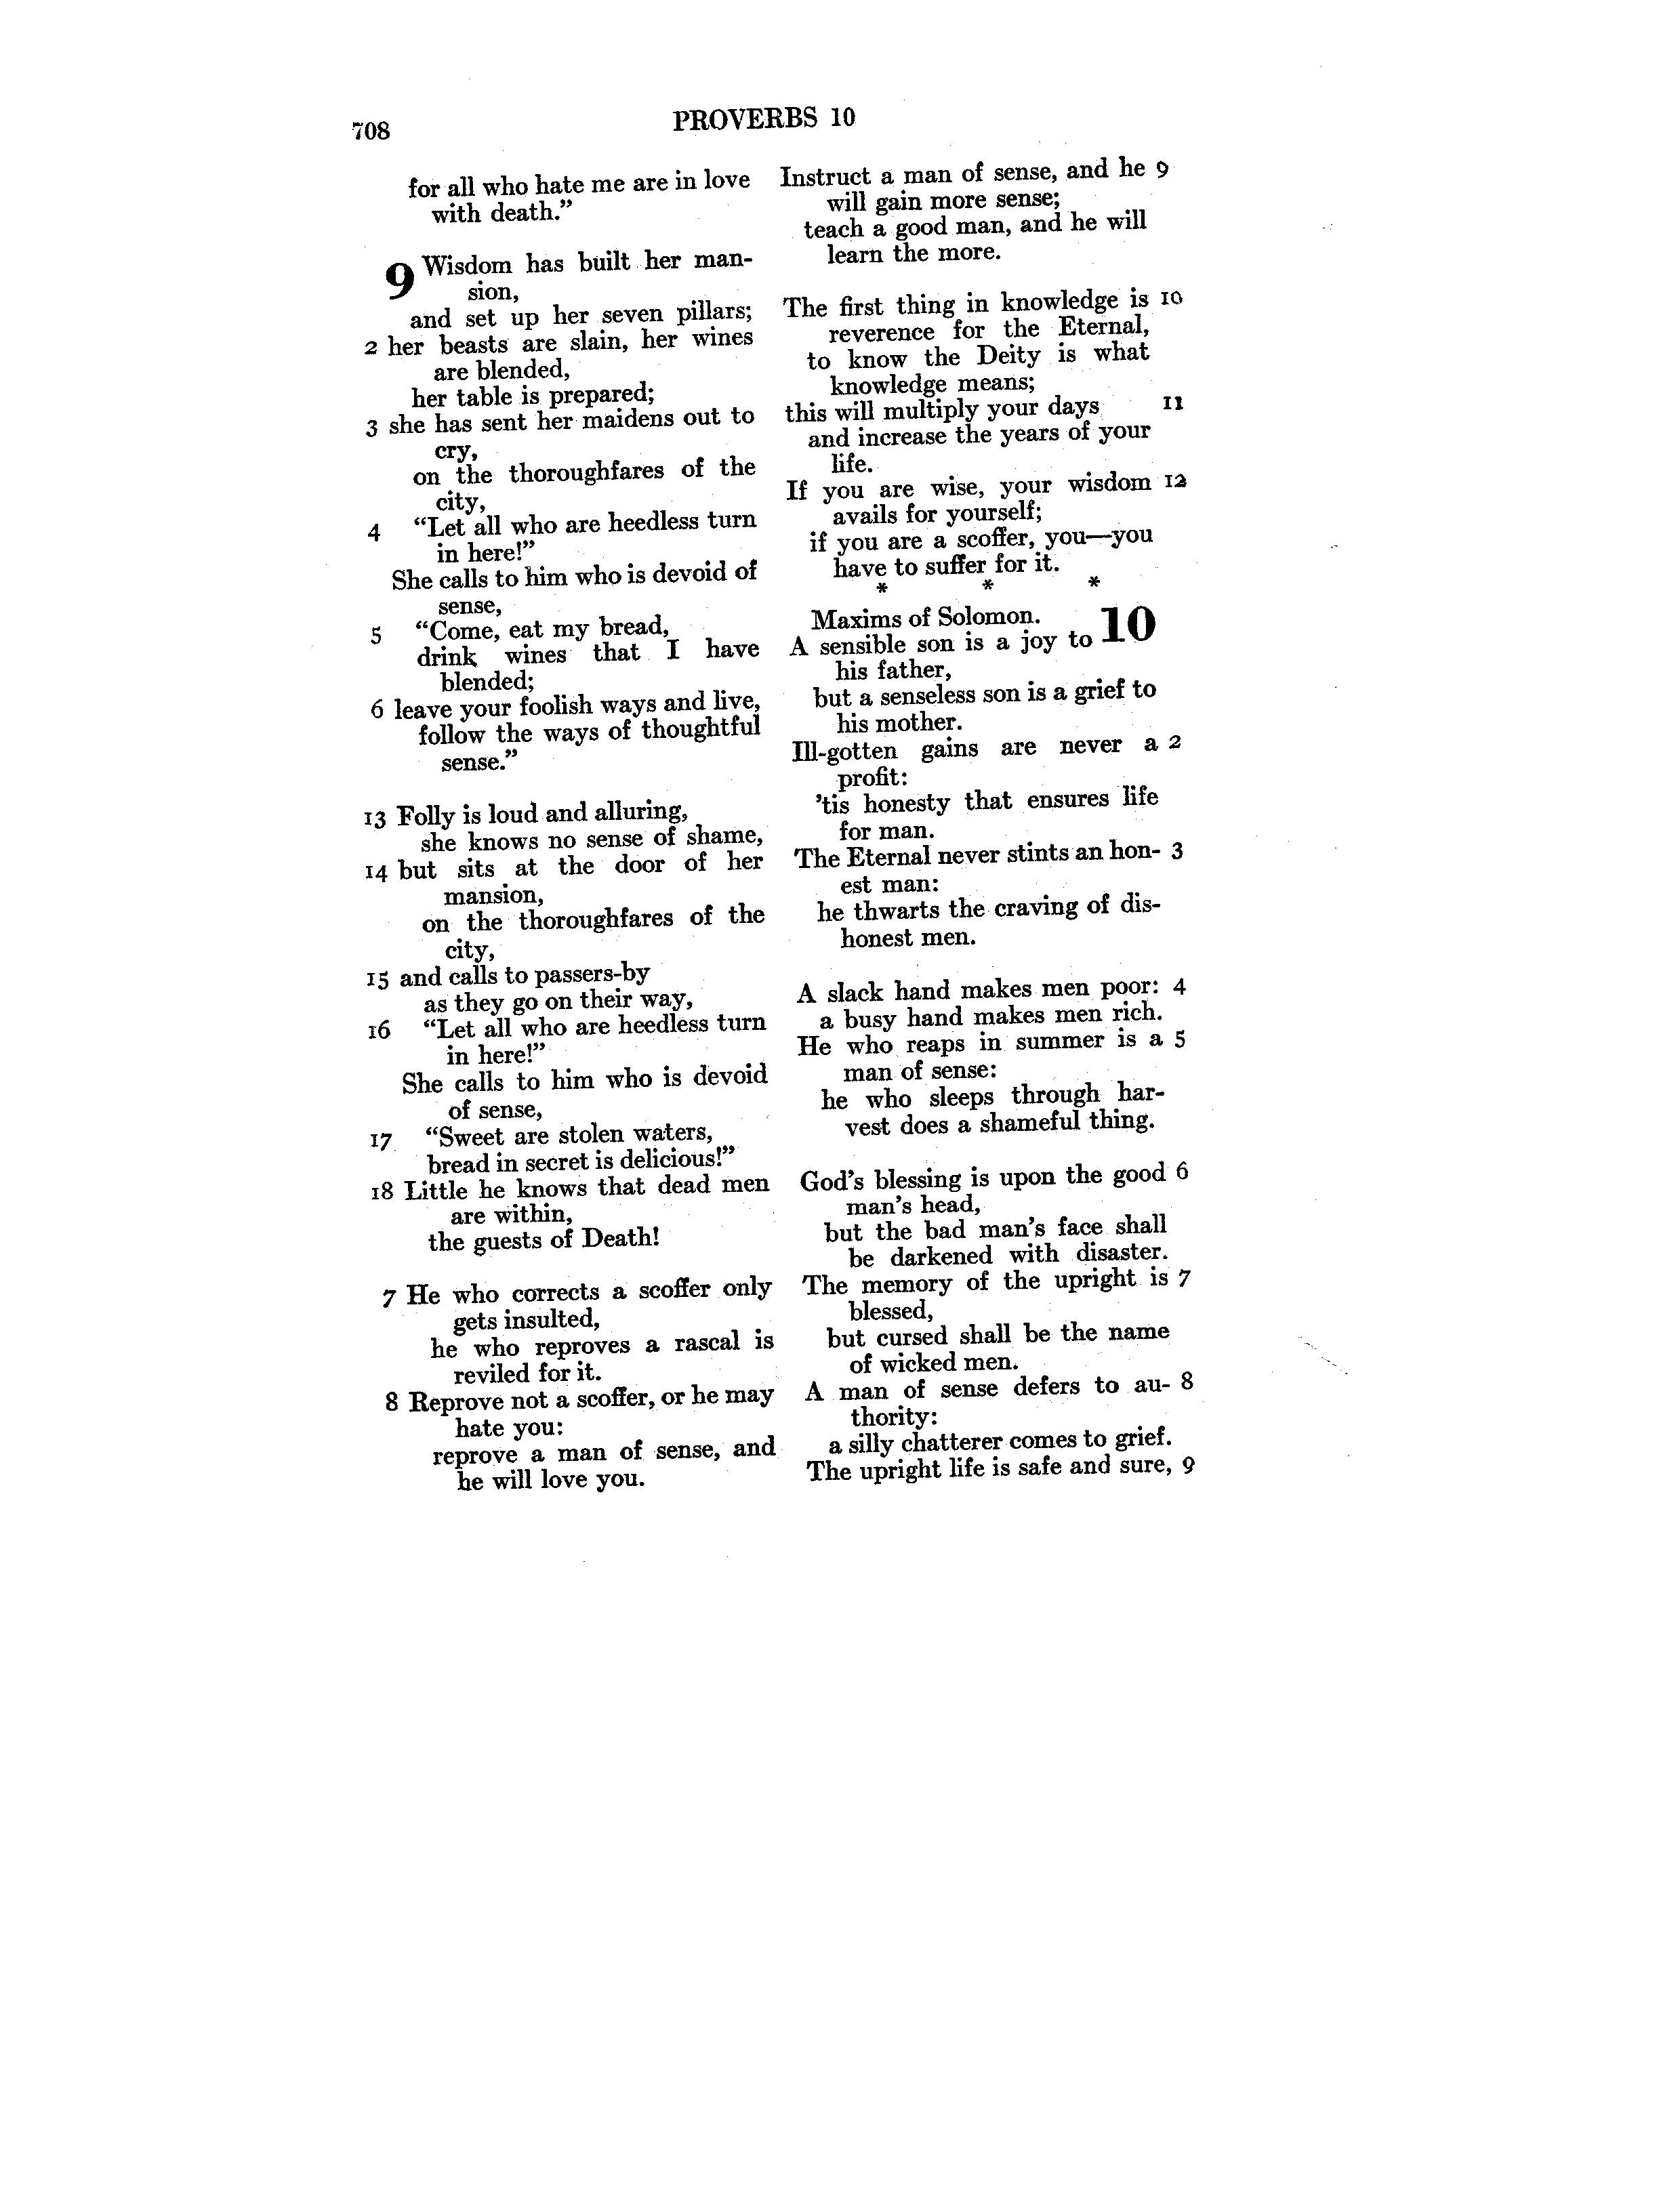 708
PROVERBS 10
for all who hate me are in love
with death.”
9 Wisdom has built her man-
sion,
and set up her seven pillars;
2 her beasts are slain, her wines
are blended,
her table is prepared;
3 she has sent her maidens out to
cry,
on the thoroughfares of the
city,
4 “Let all who are heedless turn
in here!”
She calls to him who is devoid of
sense,
5 “Come, eat my bread,
drink wines that I have
blended;
6 leave your foolish ways and live,
follow the ways of thoughtful
sense.”
13 Folly is loud and alluring,
she knows no sense of shame,
14 but sits at the door of her
mansion,
on the thoroughfares of the
city,
15 and calls to passers-by
as they go on their way,
16 “Let all who are heedless turn
in here!”
She calls to him who is devoid
of sense,
17 “Sweet are stolen waters,
bread in secret is delicious!”
18 Little he knows that dead men
are within,
the guests of Death!
7 He who corrects a scoffer only
gets insulted,
he who reproves a rascal is
reviled for it.
8 Reprove not a scoffer, or he may
hate you:
reprove a man of sense, and
he will love you.
Instruct a man of sense, and he 9
will gain more sense;
teach a good man, and he will
learn the more.
The first thing in knowledge is 10
reverence for the Eternal,
to know the Deity is what
knowledge means;
this will multiply your days 11
and increase the years of your
life.
If you are wise, your wisdom 12
avails for yourself;
if you are a scoffer, you—you
have to suffer for it.
* * *
Maxims of Solomon. 10
A sensible son is a joy to
his father,
but a senseless son is a grief to
his mother.
Ill-gotten gains are never a 2
profit:
’tis honesty that ensures life
for man.
The Eternal never stints an hon- 3
est man:
he thwarts the craving of dis-
honest men.
A slack hand makes men poor: 4
a busy hand makes men rich.
He who reaps in summer is a 5
man of sense:
he who sleeps through har-
vest does a shameful thing.
God’s blessing is upon the good 6
man’s head,
but the bad man’s face shall
be darkened with disaster.
The memory of the upright is 7
blessed,
but cursed shall be the name
of wicked men.
A man of sense defers to au- 8
thority:
a silly chatterer comes to grief.
The upright life is safe and sure, 9